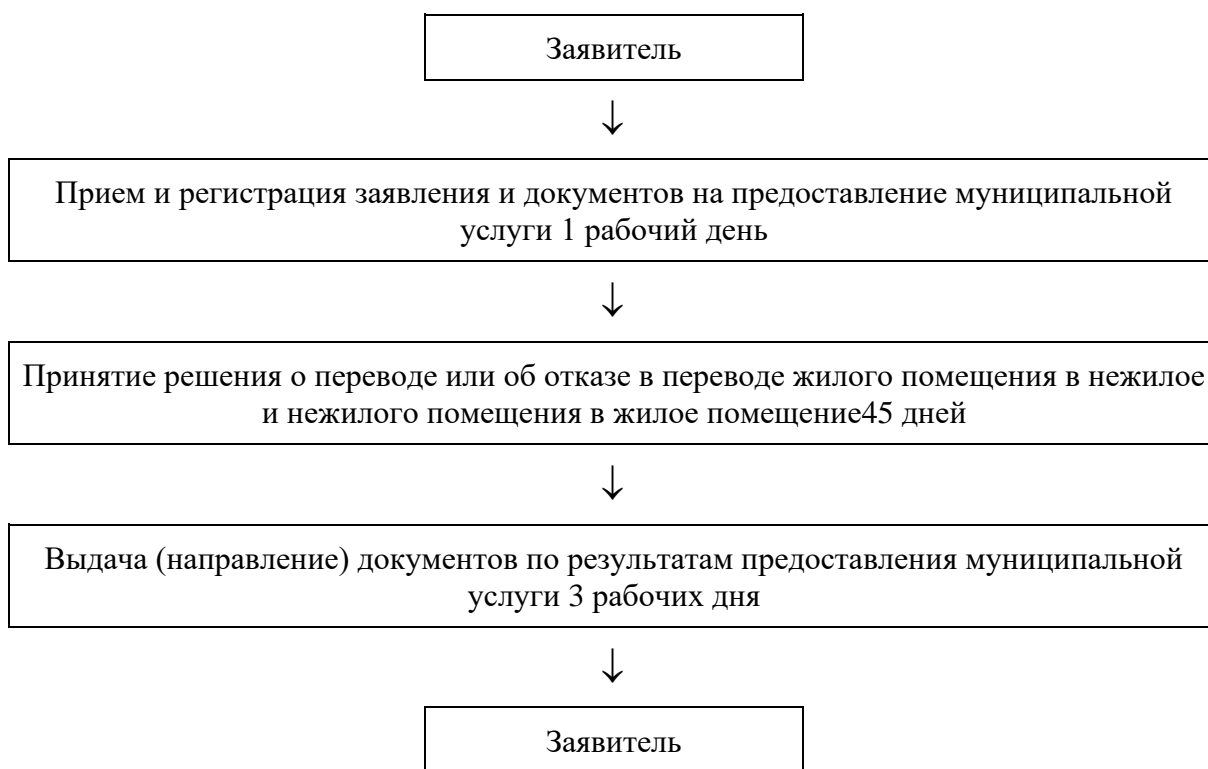 Заявитель
↓
Прием и регистрация заявления и документов на предоставление муниципальной
услуги 1 рабочий день
↓
Принятие решения о переводе или об отказе в переводе жилого помещения в нежилое
и нежилого помещения в жилое помещение45 дней
↓
Выдача (направление) документов по результатам предоставления муниципальной
услуги 3 рабочих дня
↓
Заявитель